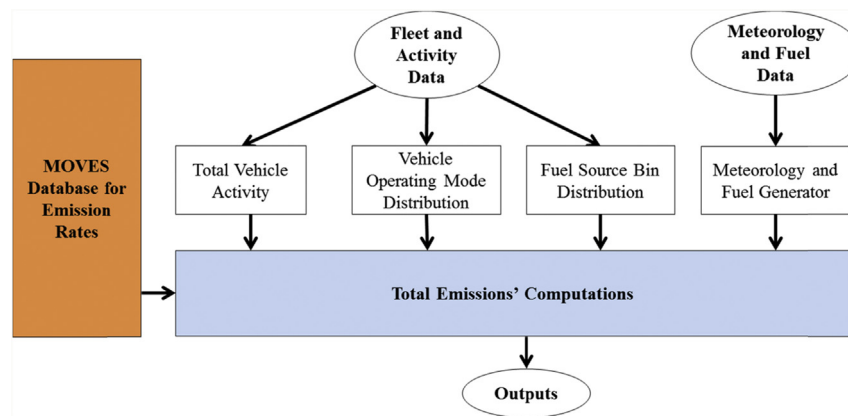 Fleet and
Activity
Data
Meteorology
and Fuel
Data
MOVES
Database for
Emission
Rates
Total Vehicle
Activity
Vehicle
Operating Mode
Distribution
Fuel Source Bin
Distribution
Meteorology and
Fuel Generator
Total Emissions' Computations
Outputs